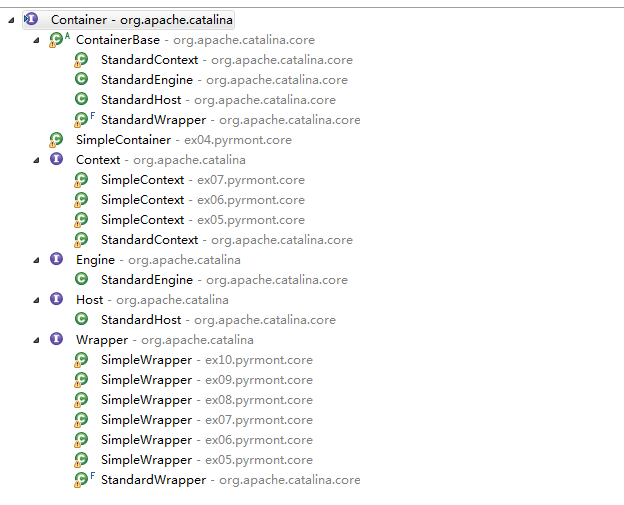 Container - org.apache.catalina
ContainerBase - org.apache.catalina.core
StandardContext - org.apache.catalina.core
StandardEngine - org.apache.catalina.core
StandardHost - org.apache.catalina.core
StandardWrapper - org.apache.catalina.core
SimpleContainer - ex04.pyrmont.core
Context - org.apache.catalina
SimpleContext - ex07.pyrmont.core
SimpleContext - ex06.pyrmont.core
SimpleContext - ex05.pyrmont.core
StandardContext - org.apache.catalina.core
Engine - org.apache.catalina
StandardEngine - org.apache.catalina.core
Host - org.apache.catalina
StandardHost - org.apache.catalina.core
Wrapper - org.apache.catalina
SimpleWrapper - ex10.pyrmont.core
SimpleWrapper - ex09.pyrmont.core
SimpleWrapper - ex08.pyrmont.core
SimpleWrapper - ex07.pyrmont.core
SimpleWrapper - ex06.pyrmont.core
SimpleWrapper - ex05.pyrmont.core
StandardWrapper - org.apache.catalina.core